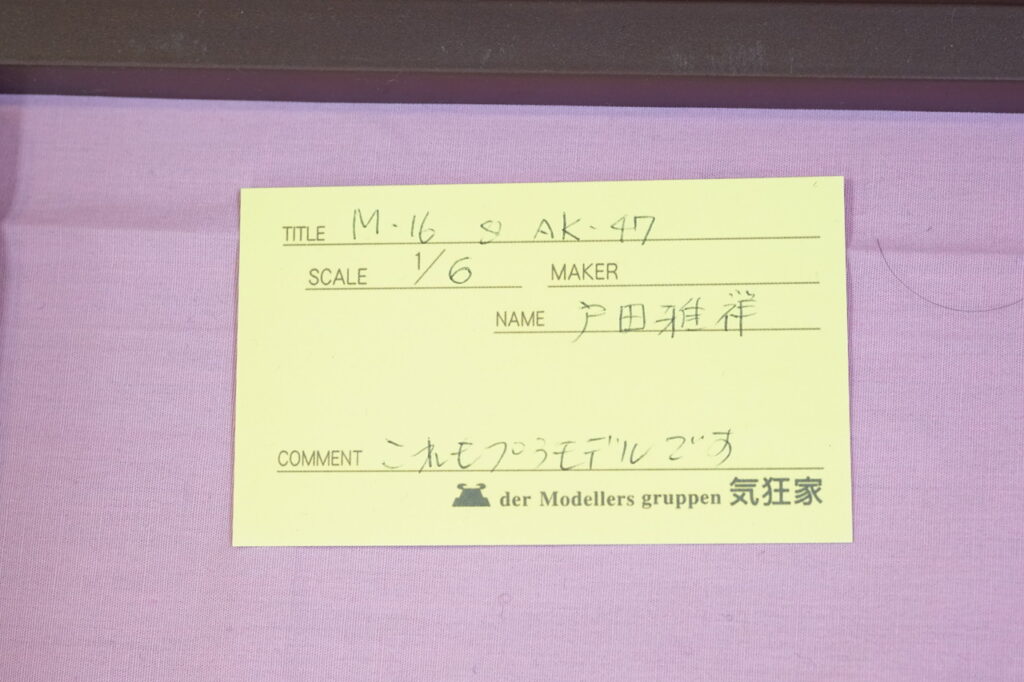 TITLE M・16 & AK・47
SCALE 1/6 MAKER
NAME 戸田雅祥
COMMENT これもプラモデルです
der Modellers gruppen 気狂家